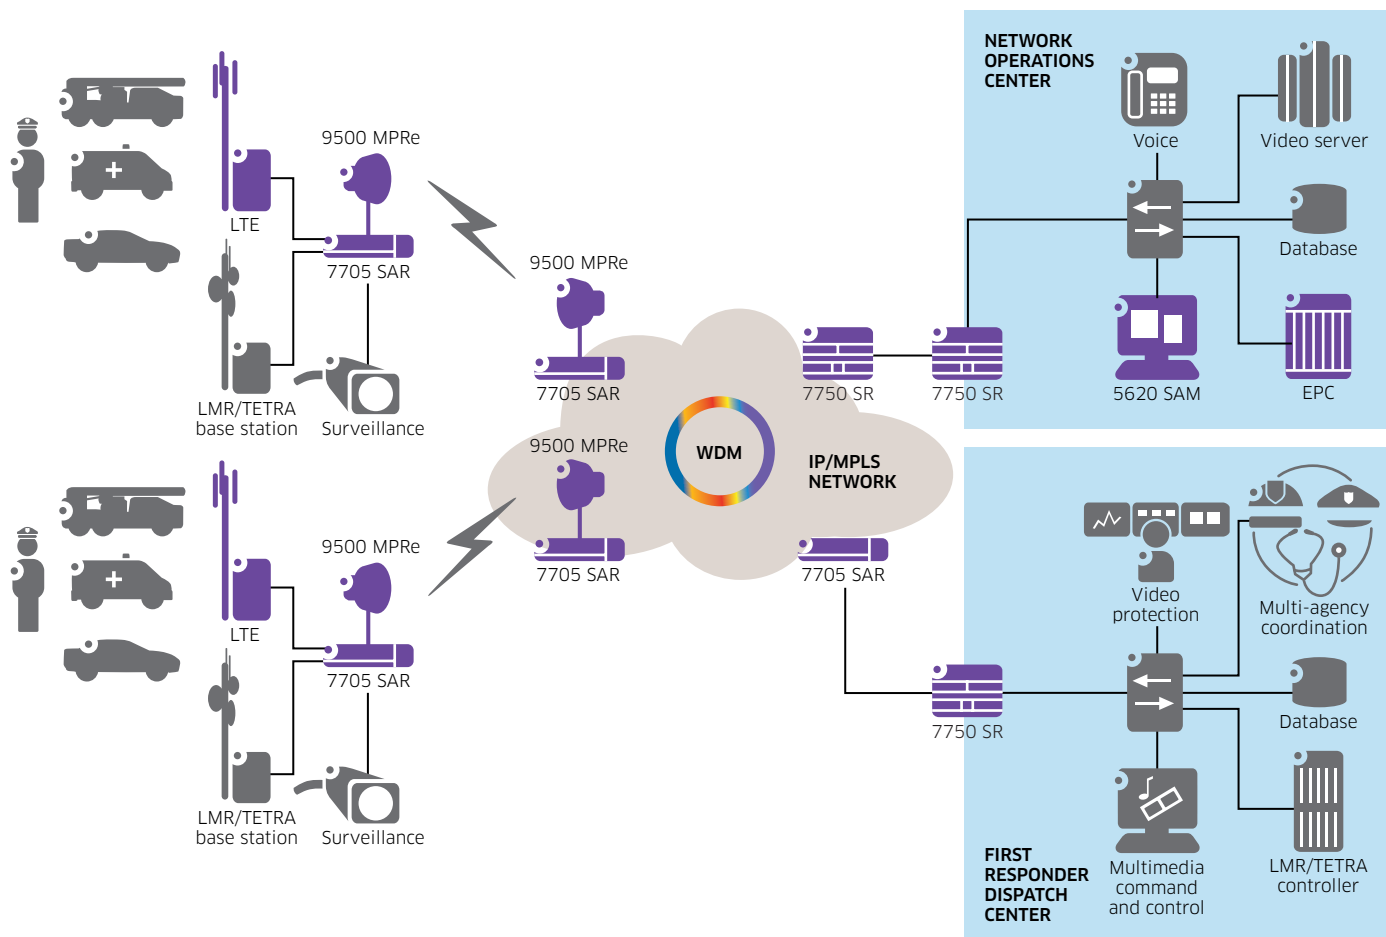 9500 MPRe
LTE
7705 SAR
LMR/TETRA
base station
Surveillance
9500 MPRe
7705 SAR
9500 MPRe
LTE
7705 SAR
LMR/TETRA
base station
Surveillance
9500 MPRe
7705 SAR
WDM
IP/MPLS
NETWORK
7750 SR
7750 SR
7705 SAR
7750 SR
NETWORK
OPERATIONS
CENTER
Voice
Video server
Database
5620 SAM
EPC
Video
protection
Multi-agency
coordination
Database
FIRST
RESPONDER
DISPATCH
CENTER
Multimedia
command
and control
LMR/TETRA
controller